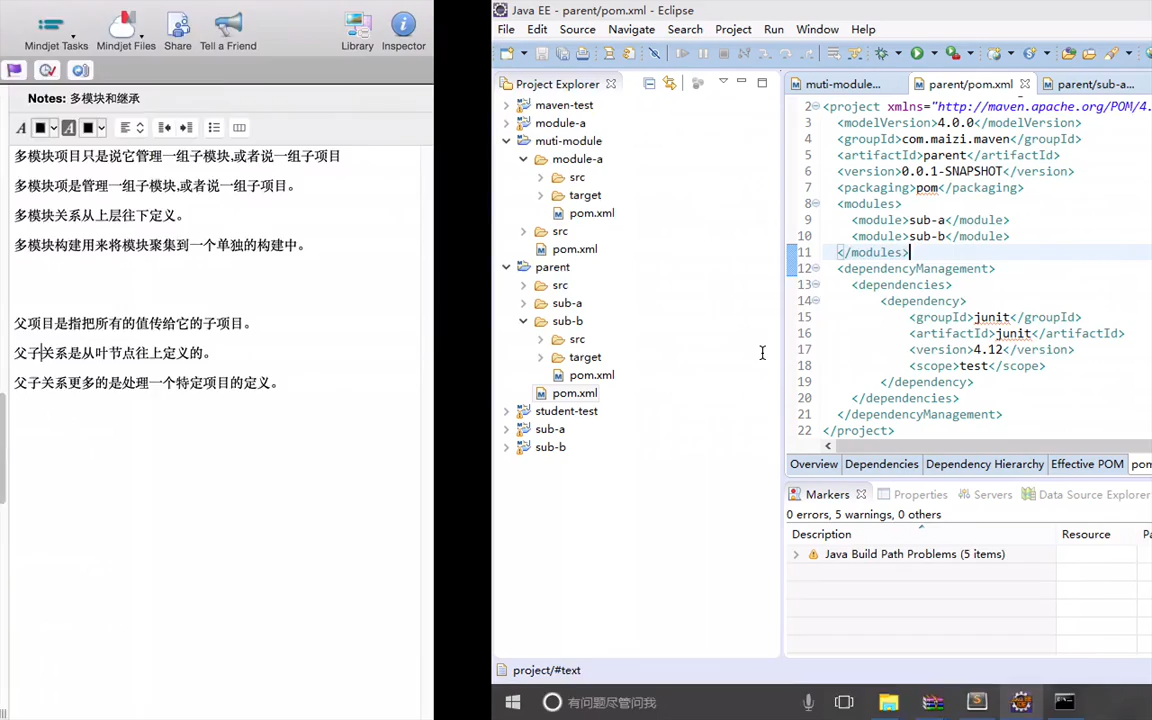 Mindjet Tasks
Mindjet Files
Share
Tell a Friend
Library
Inspector
Notes: 多模块和继承
多模块项目只是说它管理一组子模块,或者说一组子项目
多模块项是管理一组子模块,或者说一组子项目。
多模块关系从上层往下定义。
多模块构建用来将模块聚集到一个单独的构建中。
父项目是指把所有的值传给它的子项目。
父子关系是从叶节点往上定义的。
父子关系更多的是处理一个特定项目的定义。
Java EE - parent/pom.xml - Eclipse
File Edit Source Navigate Search Project Run Window Help
Project Explorer
maven-test
module-a
muti-module
module-a
src
target
pom.xml
src
pom.xml
parent
src
sub-a
sub-b
src
target
pom.xml
pom.xml
student-test
sub-a
sub-b
muti-module...
parent/pom.xml
parent/sub-a...
2 <project xmlns="http://maven.apache.org/POM/4.
3 <modelVersion>4.0.0</modelVersion>
4 <groupId>com.maizi.maven</groupId>
5 <artifactId>parent</artifactId>
6 <version>0.0.1-SNAPSHOT</version>
7 <packaging>pom</packaging>
8 <modules>
9 <module>sub-a</module>
10 <module>sub-b</module>
11 </modules>
12 <dependencyManagement>
13 <dependencies>
14 <dependency>
15 <groupId>junit</groupId>
16 <artifactId>junit</artifactId>
17 <version>4.12</version>
18 <scope>test</scope>
19 </dependency>
20 </dependencies>
21 </dependencyManagement>
22 </project>
Overview Dependencies Dependency Hierarchy Effective POM pom
Markers Properties Servers Data Source Explorer
0 errors, 5 warnings, 0 others
Description Resource Pa
Java Build Path Problems (5 items)
project/#text
有问题尽管问我